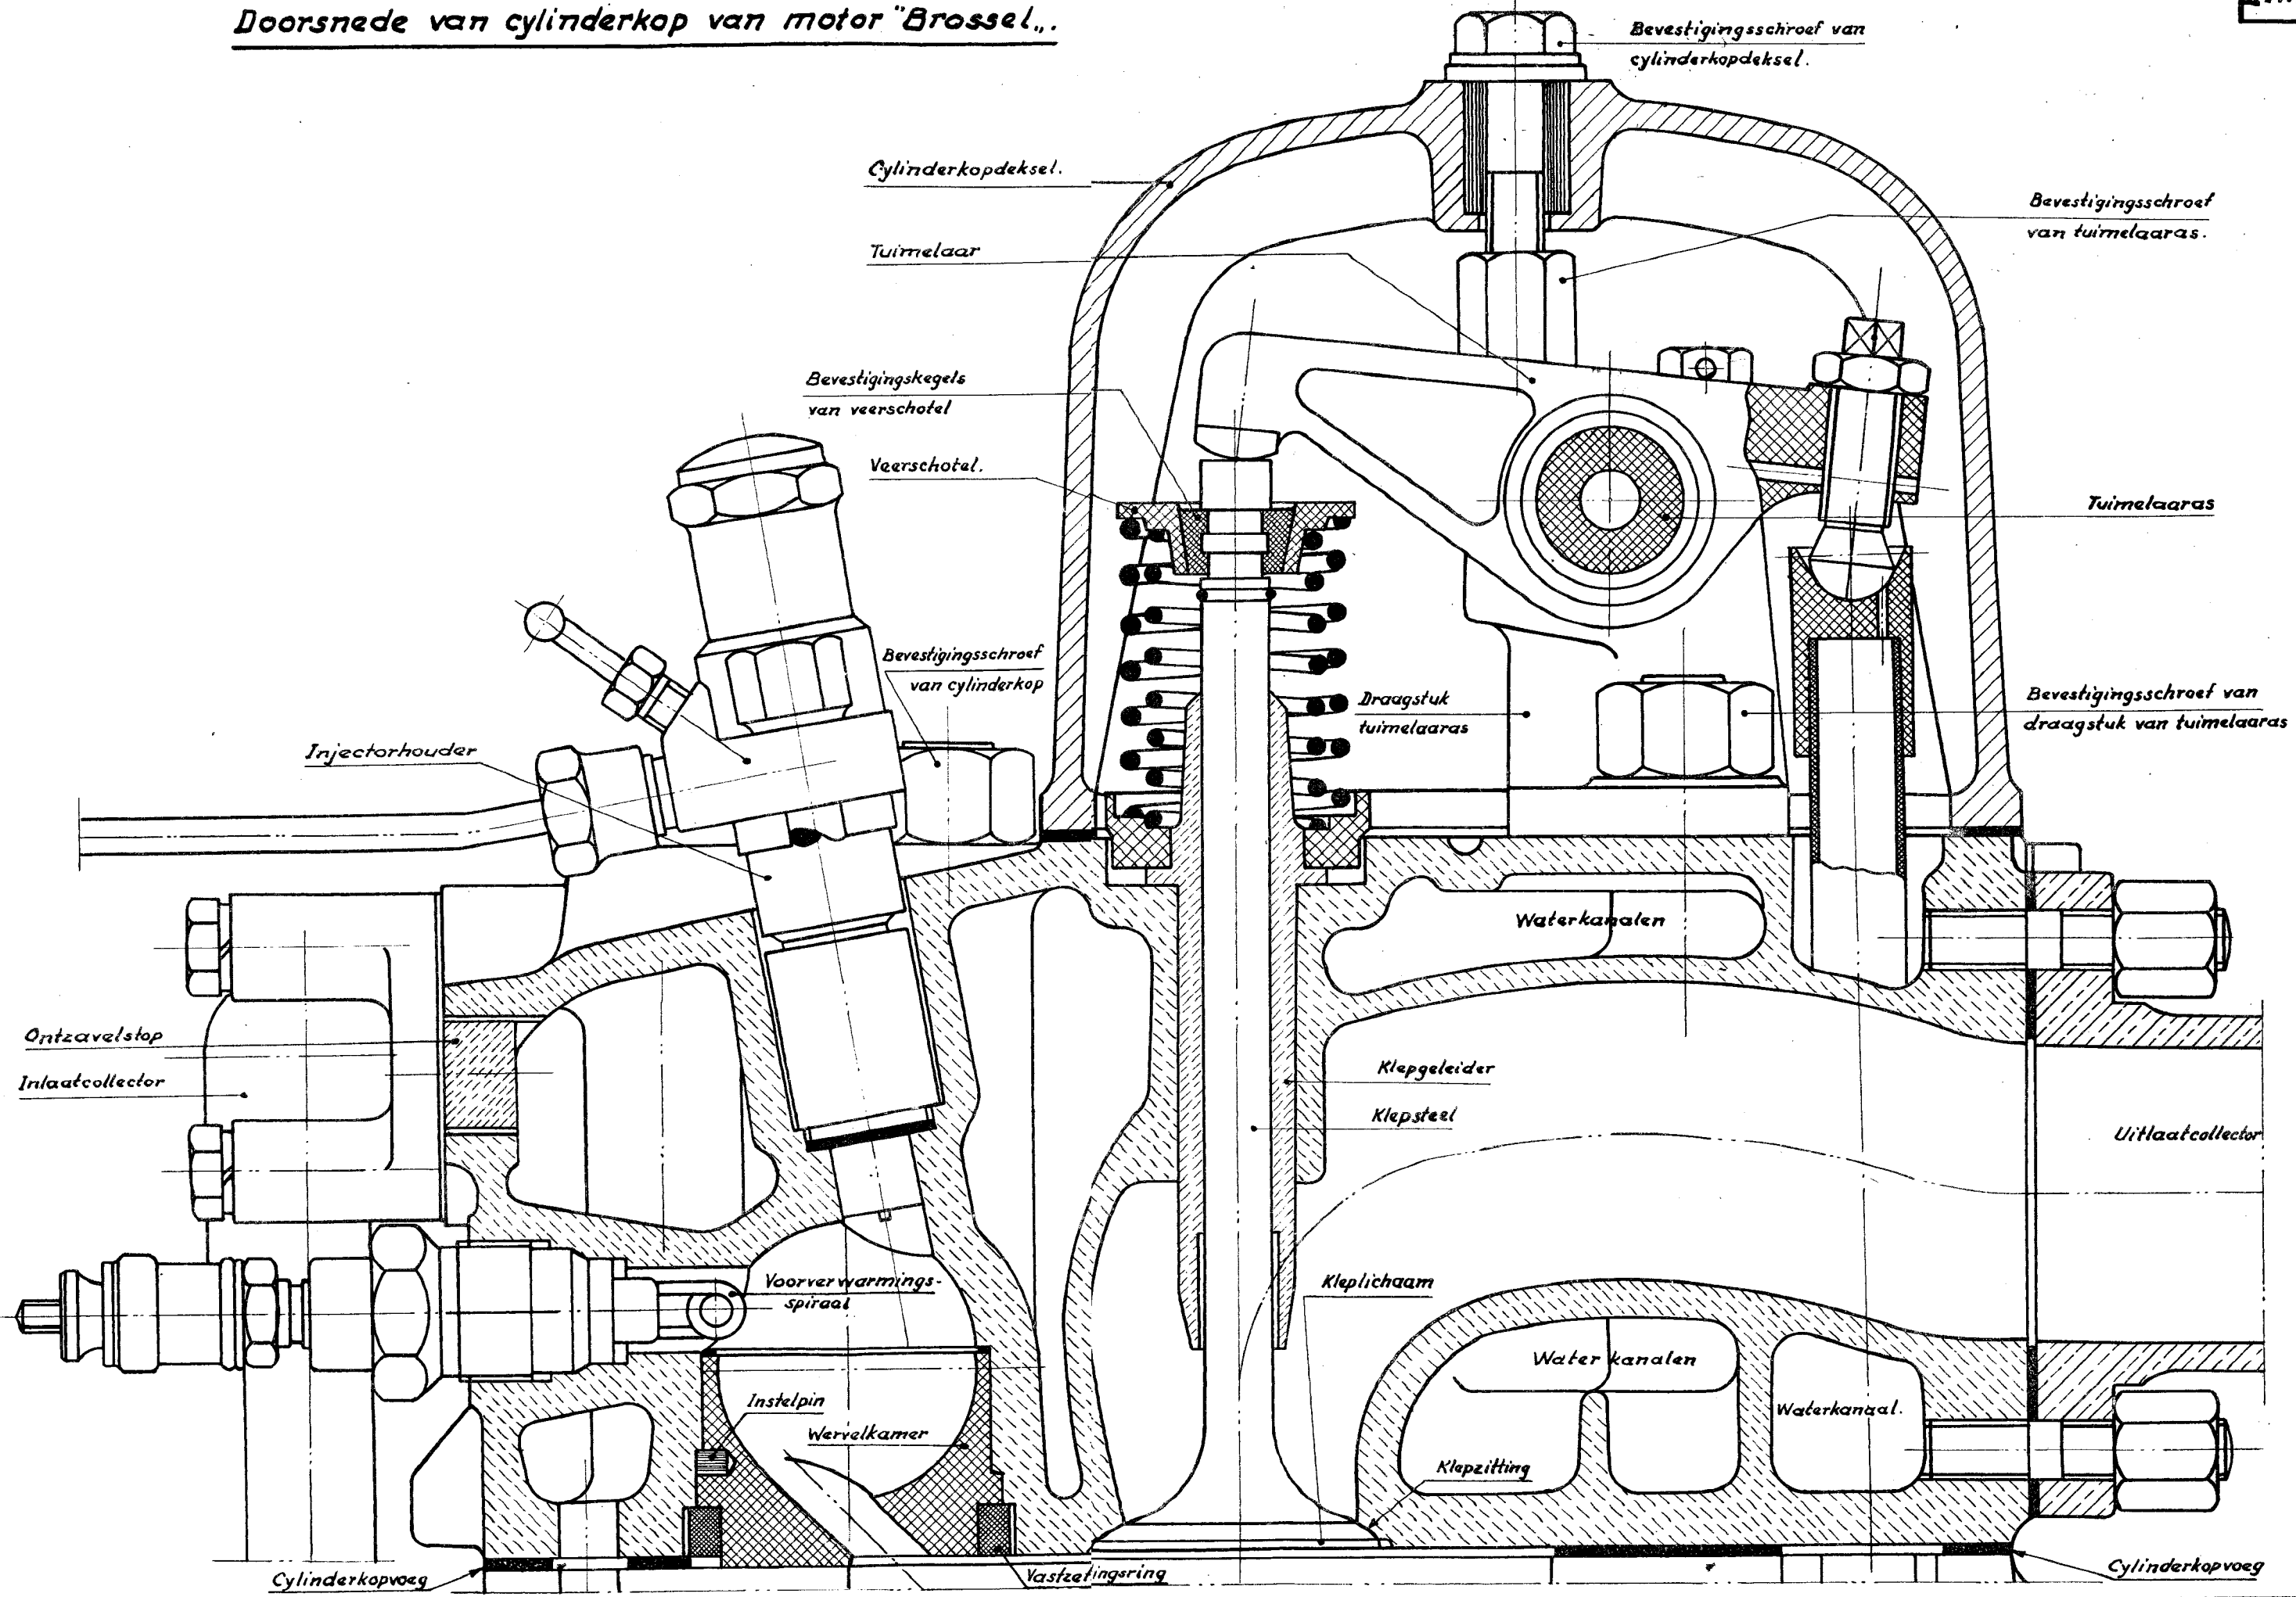 Doorsnede van cylinderkop van motor "Brossel„.
Bevestigingsschroef van
cylinderkopdeksel.
Cylinderkopdeksel.
Bevestigingsschroef
van tuimelaaras.
Tuimelaar
Bevestigingskegels
van veerschotel
Veerschotel.
Tuimelaaras
Bevestigingsschroef
van cylinderkop
Draagstuk
tuimelaaras
Bevestigingsschroef van
draagstuk van tuimelaaras
Injectorhouder
Waterkanalen
Ontzavelstop
Inlaatcollector
Klepgeleider
Klepsteel
Uitlaatcollector
Voorverwarmings-
spiraal
Kleplichaam
Water kanalen
Instelpin
Wervelkamer
Waterkanaal.
Klepzitting
Cylinderkopvoeg
Vastzetingsring
Cylinderkopvoeg